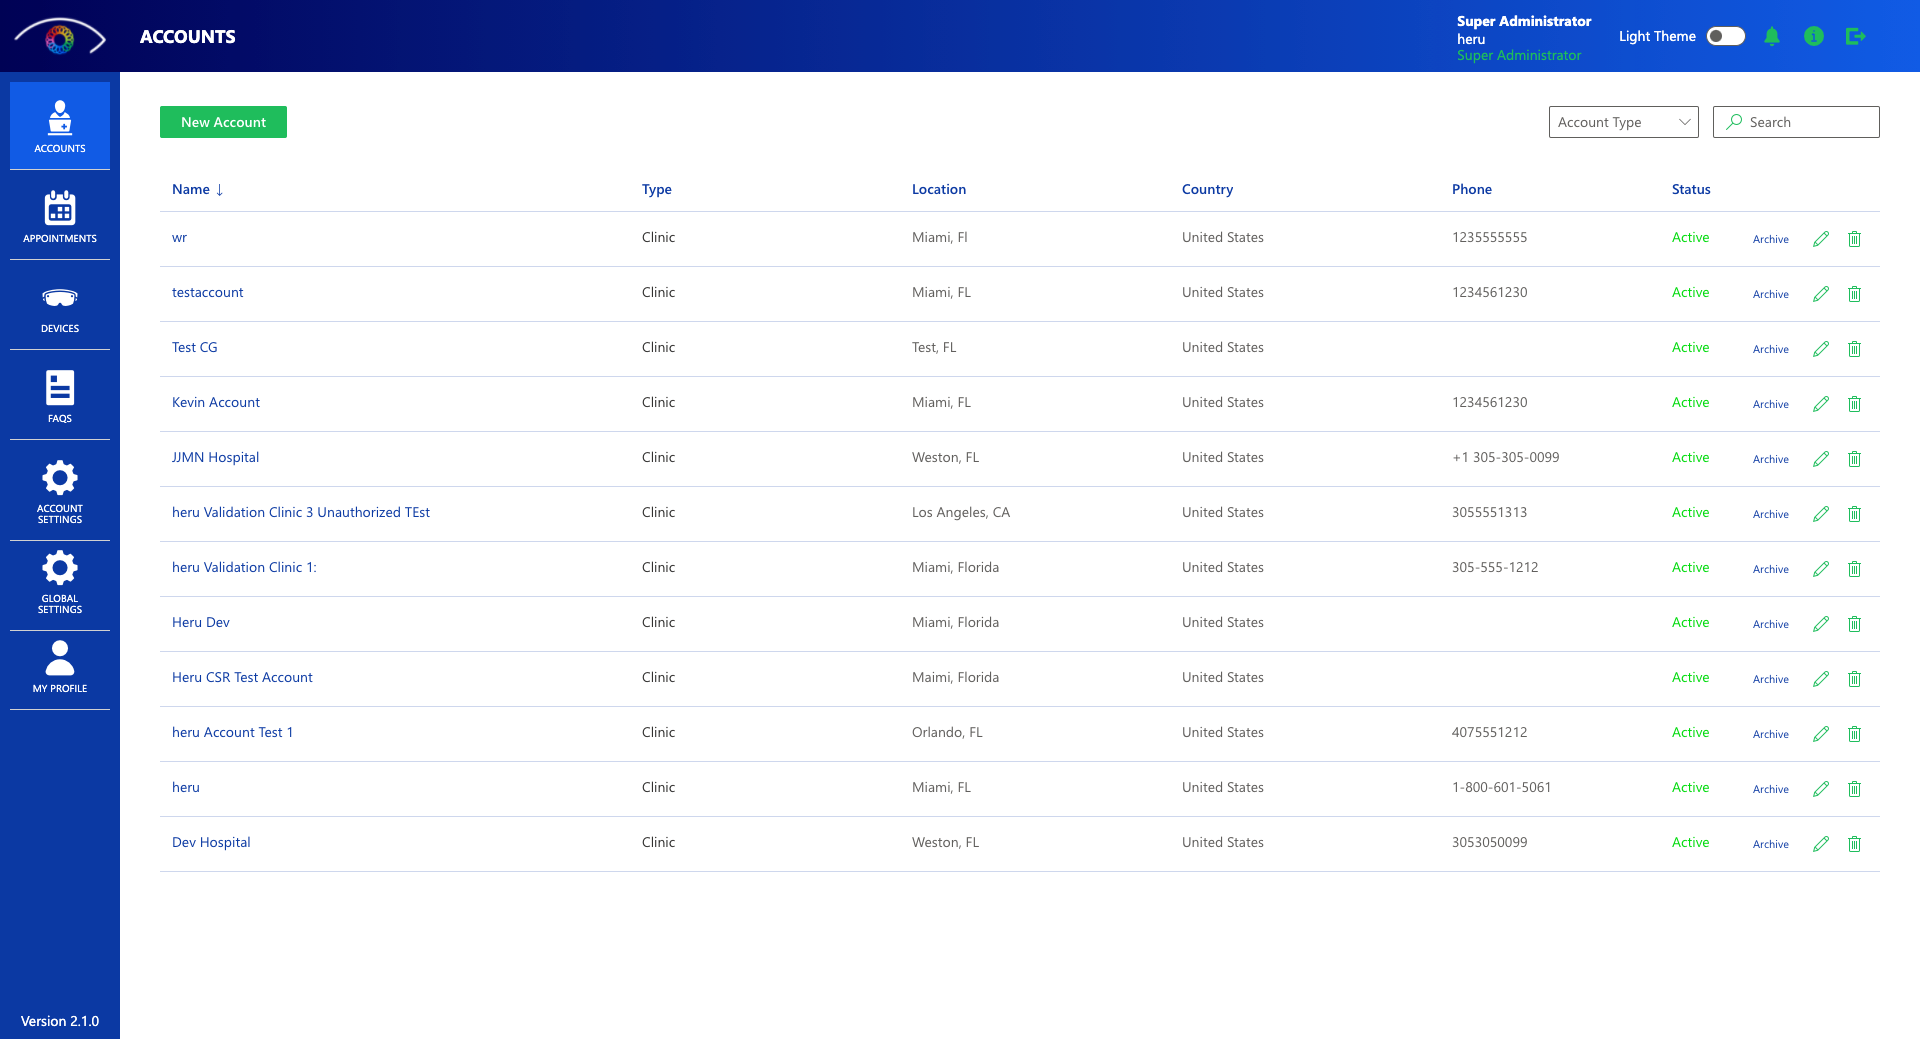 ACCOUNTS
Super Administrator
heru
Super Administrator
Light Theme
ACCOUNTS
APPOINTMENTS
DEVICES
FAQS
ACCOUNT
SETTINGS
GLOBAL
SETTINGS
MY PROFILE
Version 2.1.0
New Account
Account Type
Search
Name ↓ Type Location Country Phone Status
wr Clinic Miami, Fl United States 1235555555 Active Archive
testaccount Clinic Miami, FL United States 1234561230 Active Archive
Test CG Clinic Test, FL United States Active Archive
Kevin Account Clinic Miami, FL United States 1234561230 Active Archive
JJMN Hospital Clinic Weston, FL United States +1 305-305-0099 Active Archive
heru Validation Clinic 3 Unauthorized TEst Clinic Los Angeles, CA United States 3055551313 Active Archive
heru Validation Clinic 1: Clinic Miami, Florida United States 305-555-1212 Active Archive
Heru Dev Clinic Miami, Florida United States Active Archive
Heru CSR Test Account Clinic Maimi, Florida United States Active Archive
heru Account Test 1 Clinic Orlando, FL United States 4075551212 Active Archive
heru Clinic Miami, FL United States 1-800-601-5061 Active Archive
Dev Hospital Clinic Weston, FL United States 3053050099 Active Archive